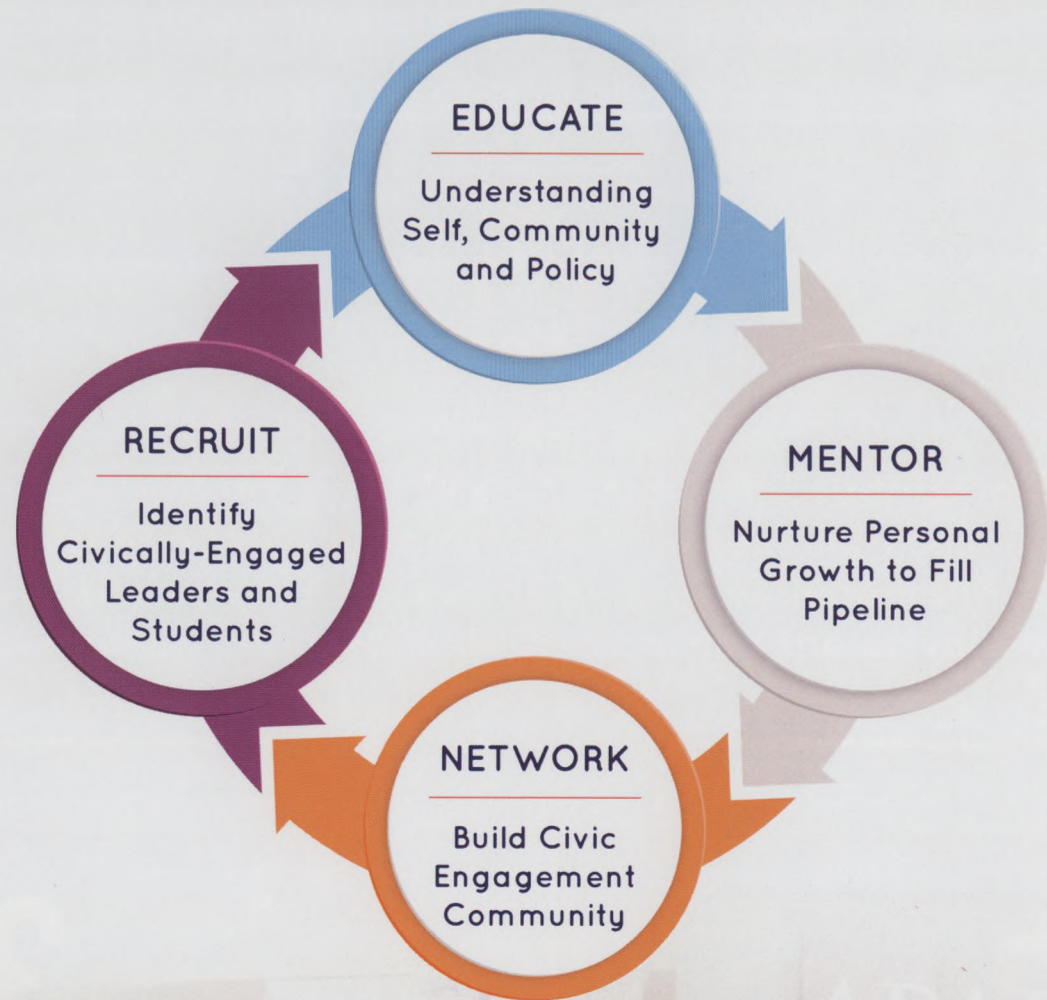 EDUCATE
Understanding
Self, Community
and Policy
MENTOR
Nurture Personal
Growth to Fill
Pipeline
NETWORK
Build Civic
Engagement
Community
RECRUIT
Identify
Civically-Engaged
Leaders and
Students